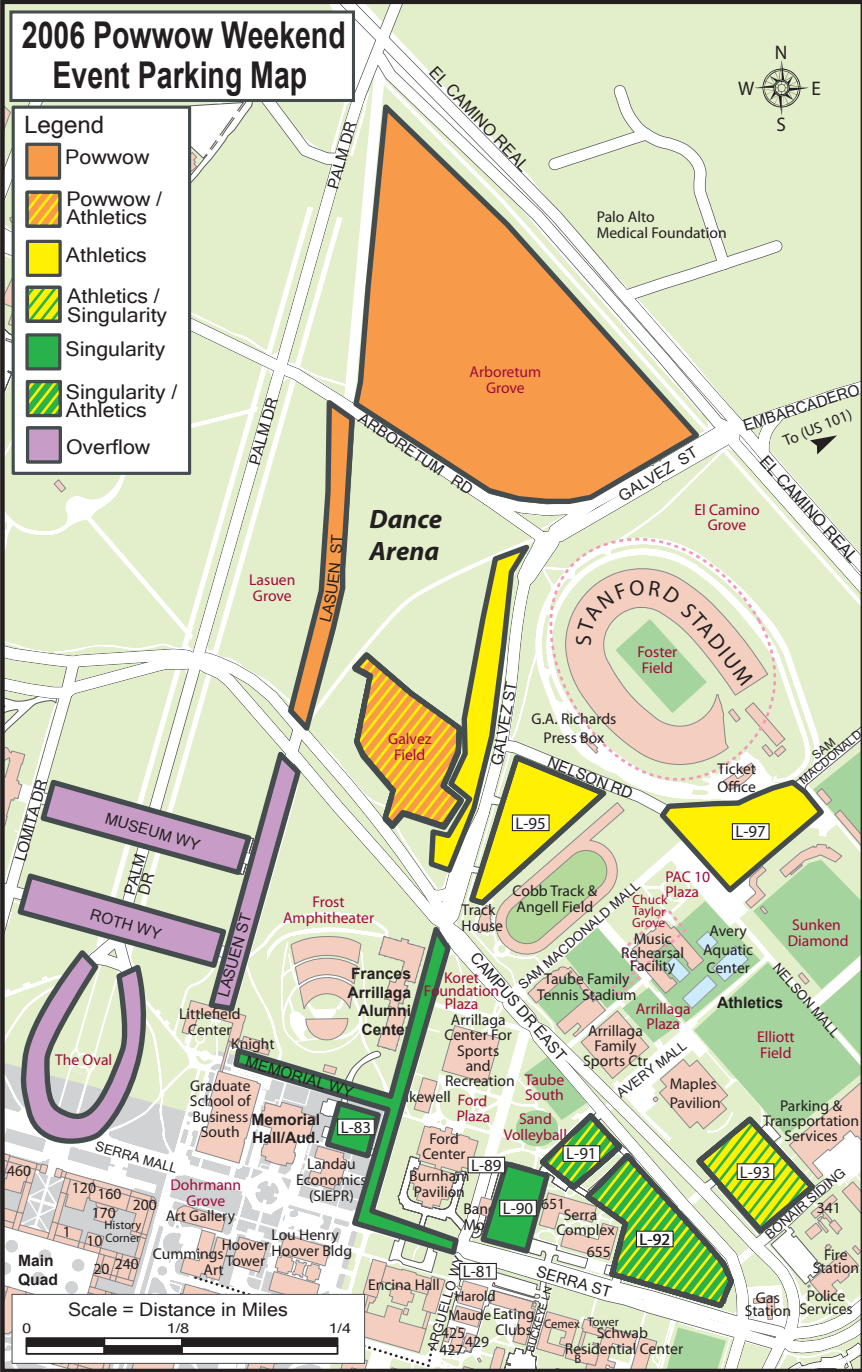 2006 Powwow Weekend
Event Parking Map
Legend
Powwow
Powwow /
Athletics
Athletics
Athletics /
Singularity
Singularity
Singularity /
Athletics
Overflow
N
W
E
S
EL CAMINO REAL
PALM DR
Palo Alto
Medical Foundation
Arboretum
Grove
PALM DR
ARBORETUM RD
EMBARCADERO
To (US 101)
GALVEZ ST
EL CAMINO REAL
El Camino
Grove
Dance
Arena
LASUEN ST
Lasuen
Grove
STANFORD STADIUM
Foster
Field
GALVEZ ST
G.A. Richards
Press Box
Galvez
Field
NELSON RD
SAM
MACDONALD
Ticket
Office
L-95
L-97
LOMITA DR
MUSEUM WY
PALM
DR
ROTH WY
LASUEN ST
Frost
Amphitheater
Track
House
Cobb Track &
Angell Field
SAM MACDONALD MALL
PAC 10
Plaza
Chuck
Taylor
Grove
Music
Rehearsal
Facility
Avery
Aquatic
Center
Sunken
Diamond
NELSON MALL
CAMPUS DR EAST
Frances
Arrillaga
Alumni
Center
Koret
Foundation
Plaza
Taube Family
Tennis Stadium
Arrillaga
Plaza
Athletics
Elliott
Field
Littlefield
Center
Knight
Arrillaga
Center For
Sports
and
Recreation
Arrillaga
Family
Sports Ctr
AVERY MALL
The Oval
MEMORIAL WY
Graduate
School of
Business
South
Memorial
Hall/Aud.
L-83
kewell
Ford
Plaza
Taube
South
Sand
Volleyball
Maples
Pavilion
Parking &
Transportation
Services
SERRA MALL
Landau
Economics
(SIEPR)
Ford
Center
Burnham
Pavilion
L-89
L-91
L-93
BONAIR SIDING
460
120
160
170
200
History
Corner
1
10
20
240
Dohrmann
Grove
Art Gallery
Ban
Mo
L-90
651
Serra
Complex
655
L-92
341
Main
Quad
Cummings
Art
Hoover
Tower
Lou Henry
Hoover Bldg
L-81
SERRA ST
Fire
Station
Police
Services
Gas
Station
Encina Hall
ARGUELLO W
Harold
Maude
425
427
429
Eating
Clubs
BUCKEYE LN
Cemex
Tower
Schwab
Residential Center
B
Scale = Distance in Miles
0
1/8
1/4